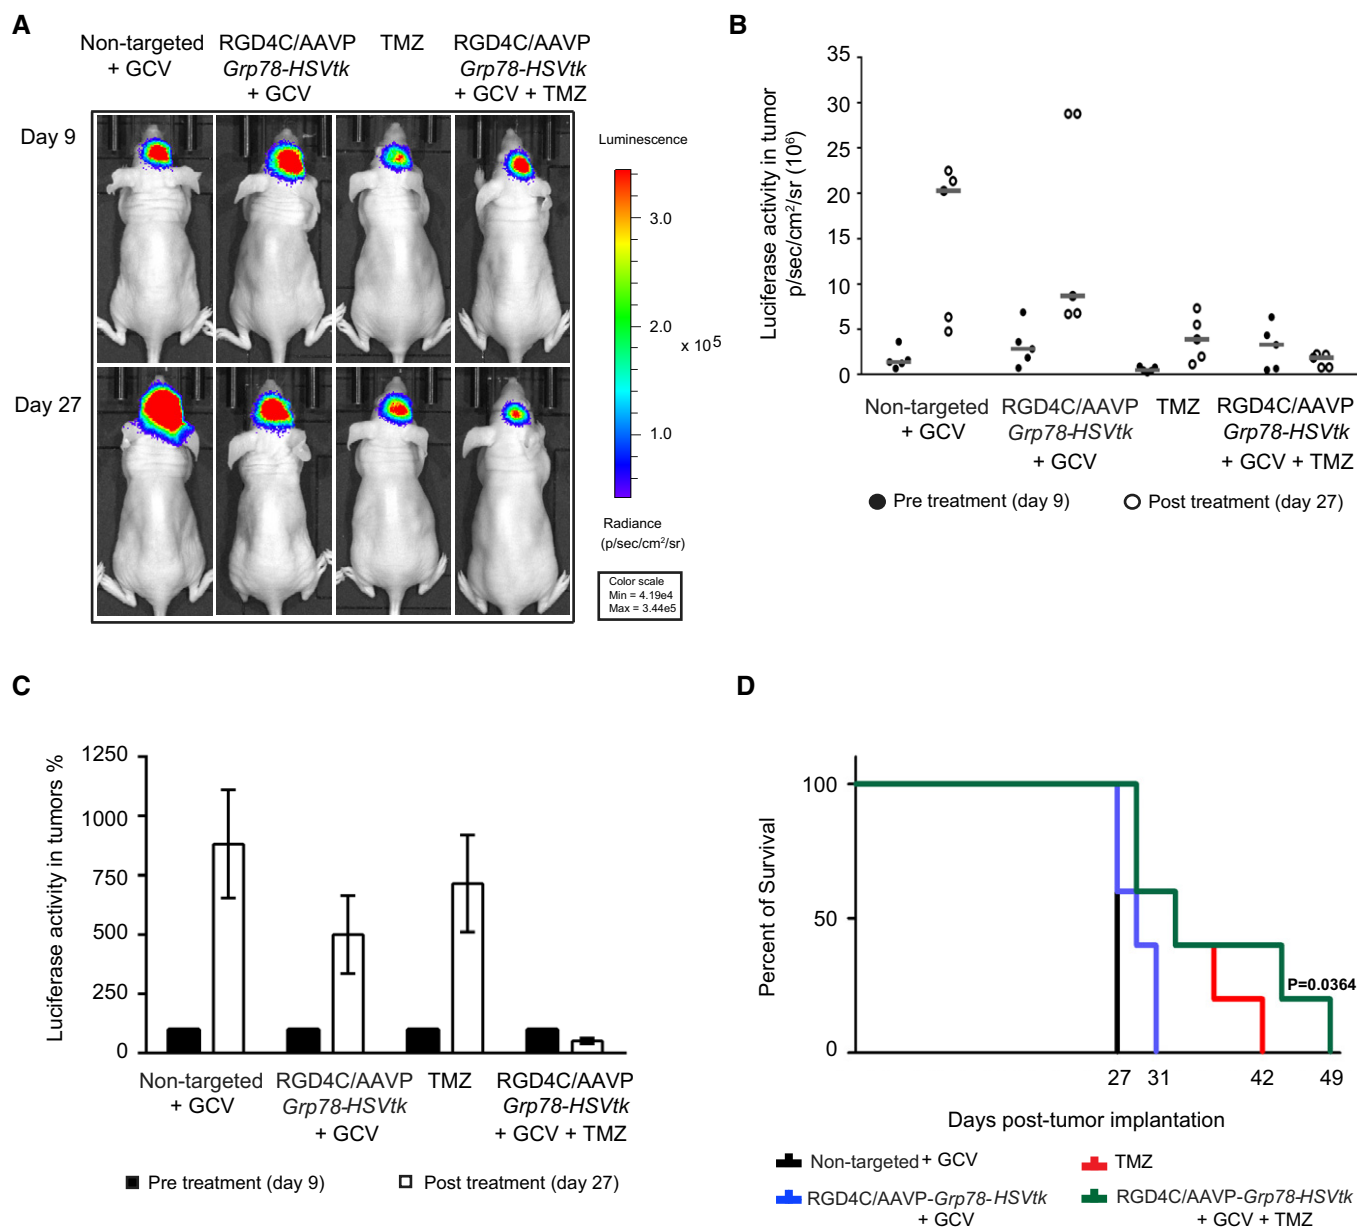 A
Non-targeted
+ GCV
RGD4C/AAVP
Grp78-HSVtk
+ GCV
TMZ
RGD4C/AAVP
Grp78-HSVtk
+ GCV + TMZ
Day 9
Day 27
Luminescence
3.0
2.0
x 10⁵
1.0
Radiance
(p/sec/cm²/sr)
Color scale
Min = 4.19e4
Max = 3.44e5
B
Luciferase activity in tumor
p/sec/cm²/sr (10⁶)
35
30
25
20
15
10
5
0
Non-targeted
+ GCV
RGD4C/AAVP
Grp78-HSVtk
+ GCV
TMZ
RGD4C/AAVP
Grp78-HSVtk
+ GCV + TMZ
Pre treatment (day 9)
Post treatment (day 27)
C
Luciferase activity in tumors %
1250
1000
750
500
250
0
Non-targeted
+ GCV
RGD4C/AAVP
Grp78-HSVtk
+ GCV
TMZ
RGD4C/AAVP
Grp78-HSVtk
+ GCV + TMZ
Pre treatment (day 9)
Post treatment (day 27)
D
Percent of Survival
100
50
0
P=0.0364
27 31 42 49
Days post-tumor implantation
Non-targeted + GCV
TMZ
RGD4C/AAVP-Grp78-HSVtk
+ GCV
RGD4C/AAVP-Grp78-HSVtk
+ GCV + TMZ